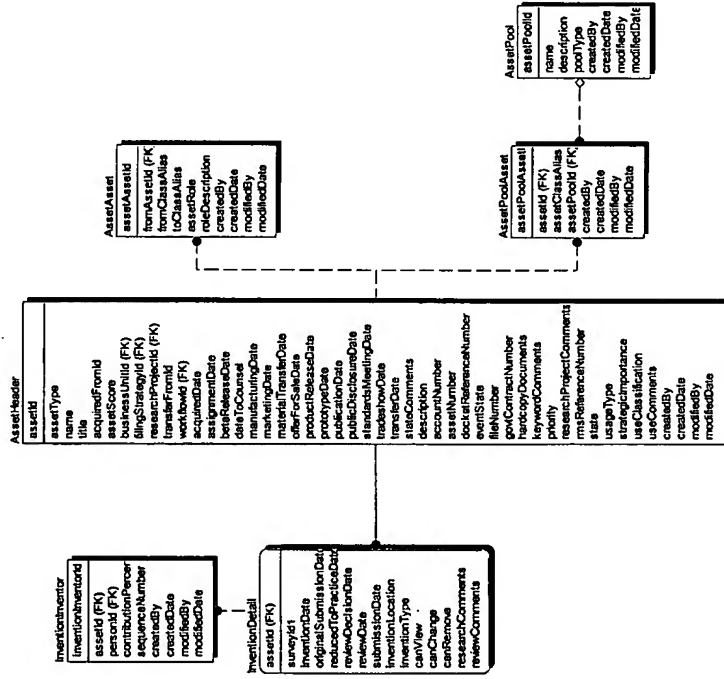 InventionInventor
inventionInventorId
assetId (FK)
personId (FK)
contributionPercer
sequenceNumber
createdBy
createdDate
modifiedBy
modifiedDate
InventionDetail
assetId (FK)
surveyId1
inventionDate
originalSubmissionDate
reducedToPracticeDate
reviewDecisionDate
reviewDate
submissionDate
inventionLocation
inventionType
canView
canChange
canRemove
researchComments
reviewComments
AssetHeader
assetId
assetType
name
title
acquiredFromId
assetScore
businessUnitId (FK)
filingStrategyId (FK)
researchProjectId (FK)
transferFromId
workflowId (FK)
acquiredDate
assignmentDate
betaReleaseDate
dateToCounsel
manufacturingDate
marketingDate
materialTransferDate
offerForSaleDate
productReleaseDate
prototypeDate
publicationDate
publicDisclosureDate
standardsMeetingDate
tradeshowDate
transferDate
stateComments
description
accountNumber
assetNumber
docketReferenceNumber
eventState
fileNumber
govtContractNumber
hardcopyDocuments
keywordComments
priority
researchProjectComments
rmsReferenceNumber
state
usageType
strategicImportance
useClassification
useComments
createdBy
createdDate
modifiedBy
modifiedDate
AssetAsset
assetAssetId
fromAssetId (FK)
fromClassAlias
toClassAlias
assetRole
roleDescription
createdBy
createdDate
modifiedBy
modifiedDate
AssetPoolAsset
assetPoolAssetI
assetId (FK)
assetClassAlias
assetPoolId (FK)
createdBy
createdDate
modifiedBy
modifiedDate
AssetPool
assetPoolId
name
description
poolType
createdBy
createdDate
modifiedBy
modifiedDate